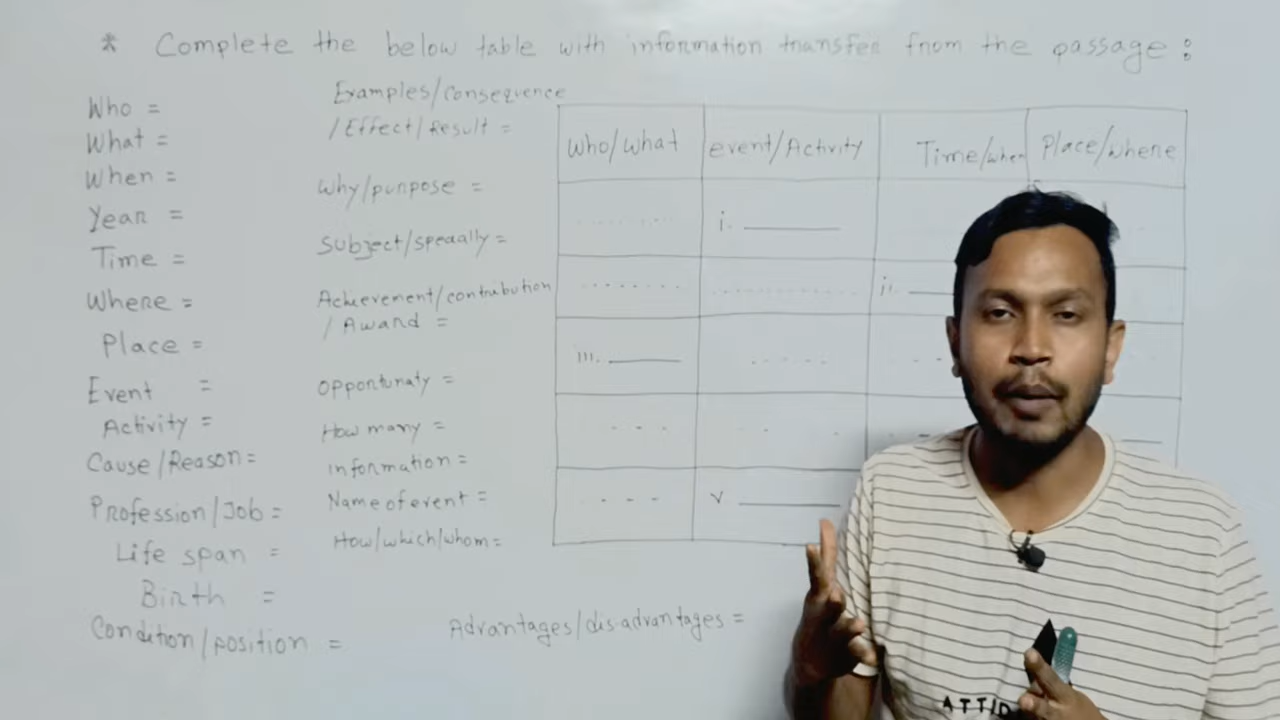 * Complete the below table with information transfer from the passage :
Who =
What =
When =
Year =
Time =
Where =
Place =
Event =
Activity =
Cause/Reason=
Profession/Job =
Life span =
Birth =
Condition/position =
Examples/consequence
/Effect/Result =
Why/purpose =
Subject/specially=
Achievement/contribution
/ Award =
Opportunaty =
How many =
information =
Name of event =
How/which/whom=
Advantages/dis-advantages =
Who/what event/Activity Time/when Place/where
i.
ii.
iii.
v
ATTID